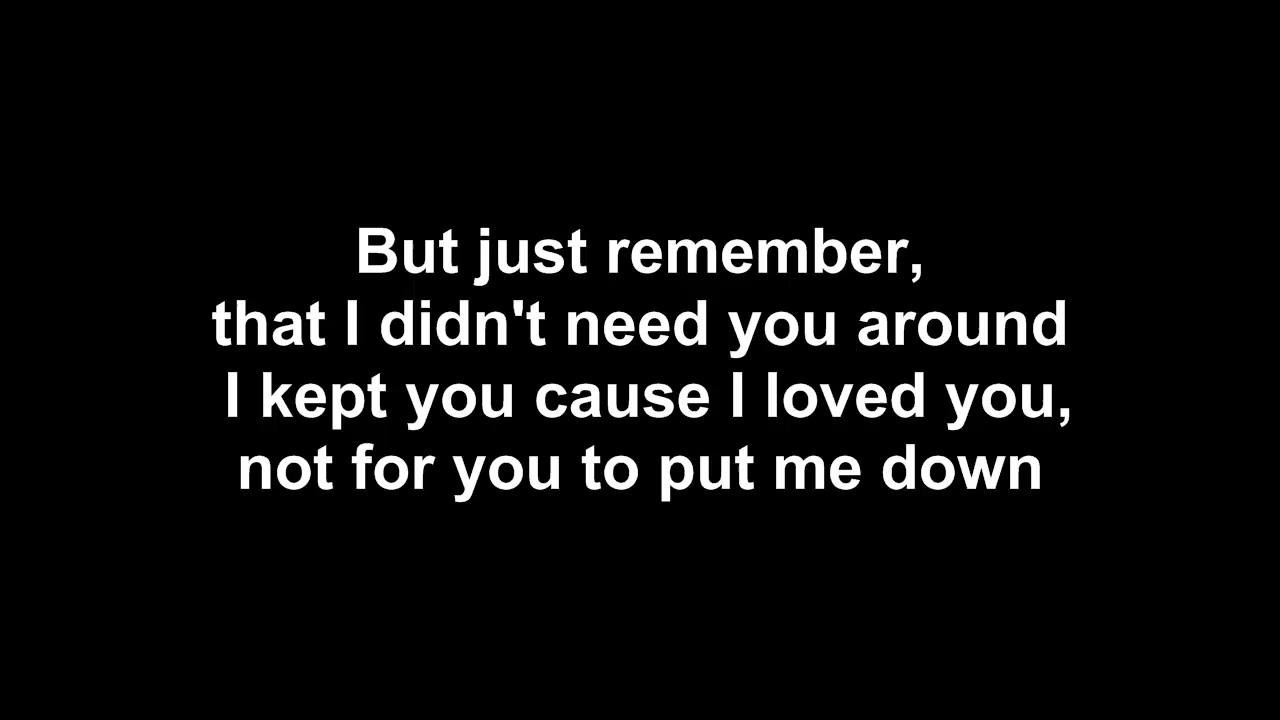 But just remember,
that I didn't need you around
I kept you cause I loved you,
not for you to put me down